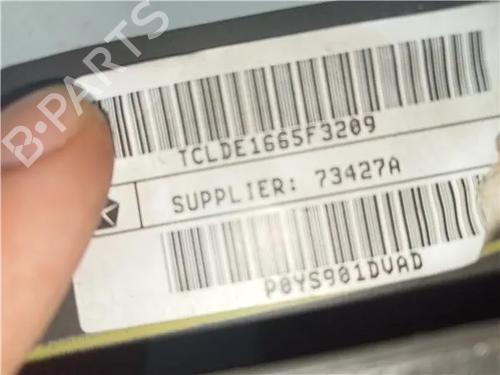 B-PARTS
TCLDE1665F3209
SUPPLIER: 73427A
P0YS901DVAD